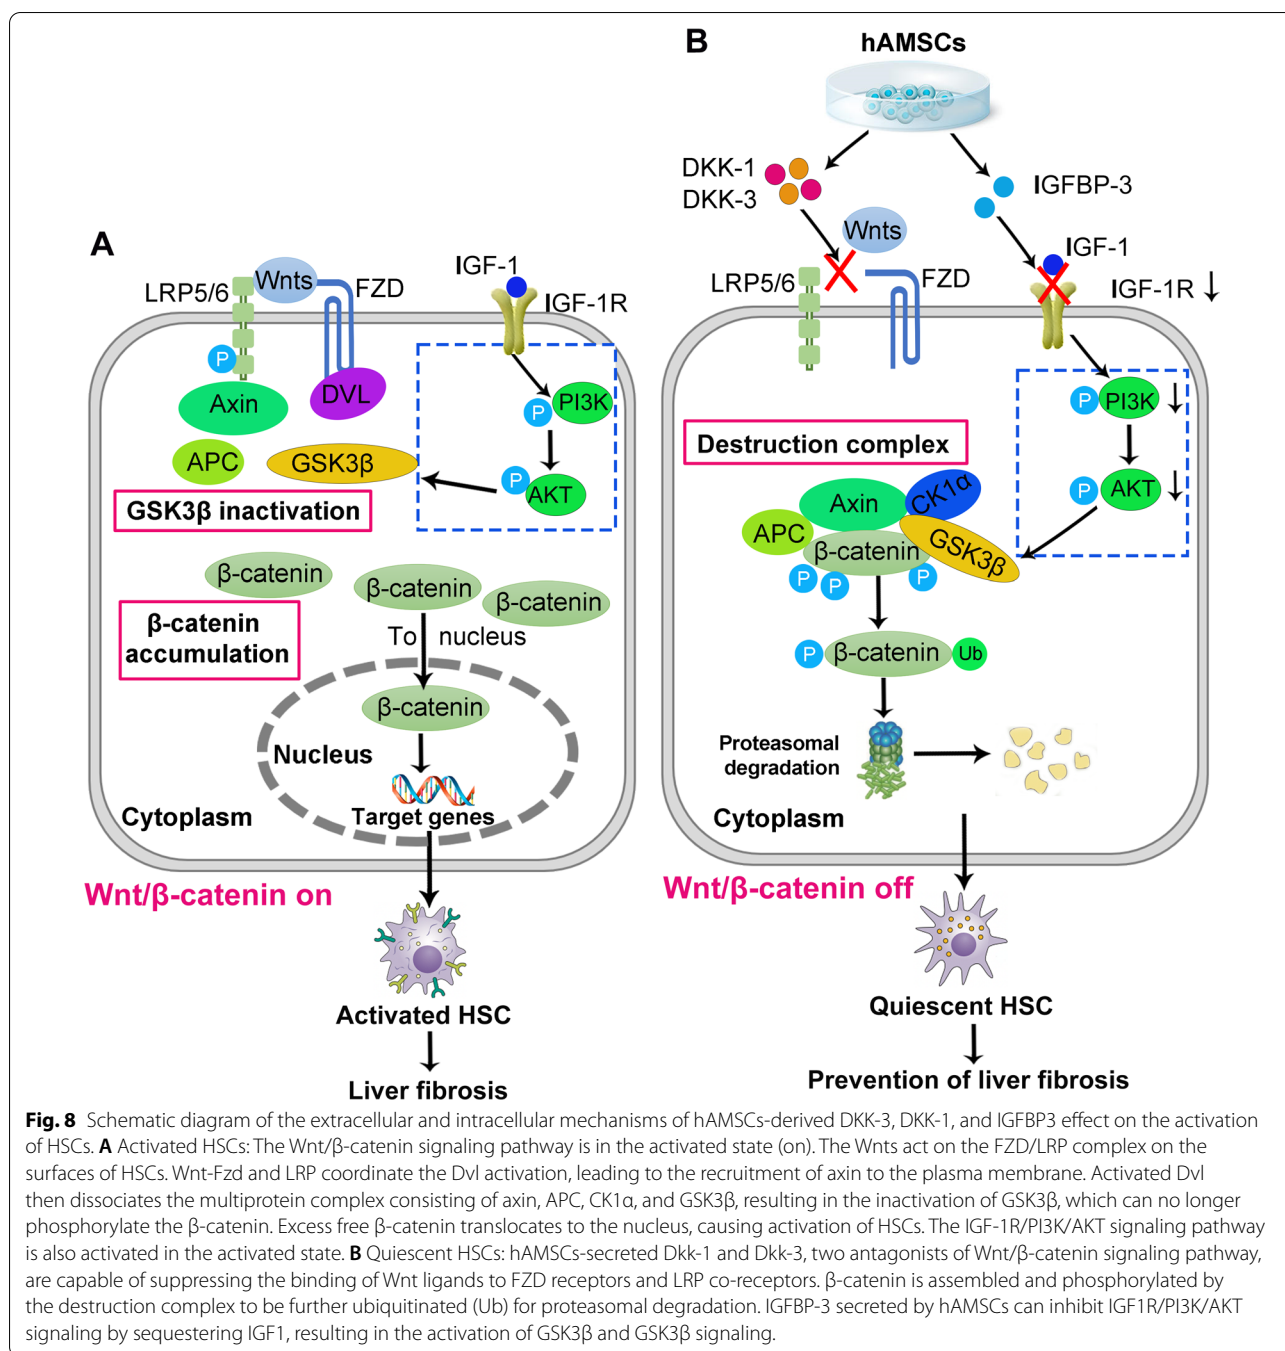 A
LRP5/6
Wnts
FZD
IGF-1
IGF-1R
P
Axin
DVL
PI3K
P
APC
GSK3β
P
AKT
GSK3β inactivation
β-catenin
β-catenin
β-catenin
β-catenin
accumulation
To nucleus
β-catenin
Nucleus
Target genes
Cytoplasm
Wnt/β-catenin on
Activated HSC
Liver fibrosis
B
hAMSCs
DKK-1
DKK-3
IGFBP-3
Wnts
IGF-1
LRP5/6
FZD
IGF-1R ↓
P
PI3K
↓
Destruction complex
P
AKT
↓
Axin
CK1α
APC
β-catenin
GSK3β
P
P
P
P
β-catenin
Ub
Proteasomal
degradation
Cytoplasm
Wnt/β-catenin off
Quiescent HSC
Prevention of liver fibrosis
Fig. 8 Schematic diagram of the extracellular and intracellular mechanisms of hAMSCs-derived DKK-3, DKK-1, and IGFBP3 effect on the activation
of HSCs. A Activated HSCs: The Wnt/β-catenin signaling pathway is in the activated state (on). The Wnts act on the FZD/LRP complex on the
surfaces of HSCs. Wnt-Fzd and LRP coordinate the Dvl activation, leading to the recruitment of axin to the plasma membrane. Activated Dvl
then dissociates the multiprotein complex consisting of axin, APC, CK1α, and GSK3β, resulting in the inactivation of GSK3β, which can no longer
phosphorylate the β-catenin. Excess free β-catenin translocates to the nucleus, causing activation of HSCs. The IGF-1R/PI3K/AKT signaling pathway
is also activated in the activated state. B Quiescent HSCs: hAMSCs-secreted Dkk-1 and Dkk-3, two antagonists of Wnt/β-catenin signaling pathway,
are capable of suppressing the binding of Wnt ligands to FZD receptors and LRP co-receptors. β-catenin is assembled and phosphorylated by
the destruction complex to be further ubiquitinated (Ub) for proteasomal degradation. IGFBP-3 secreted by hAMSCs can inhibit IGF1R/PI3K/AKT
signaling by sequestering IGF1, resulting in the activation of GSK3β and GSK3β signaling.